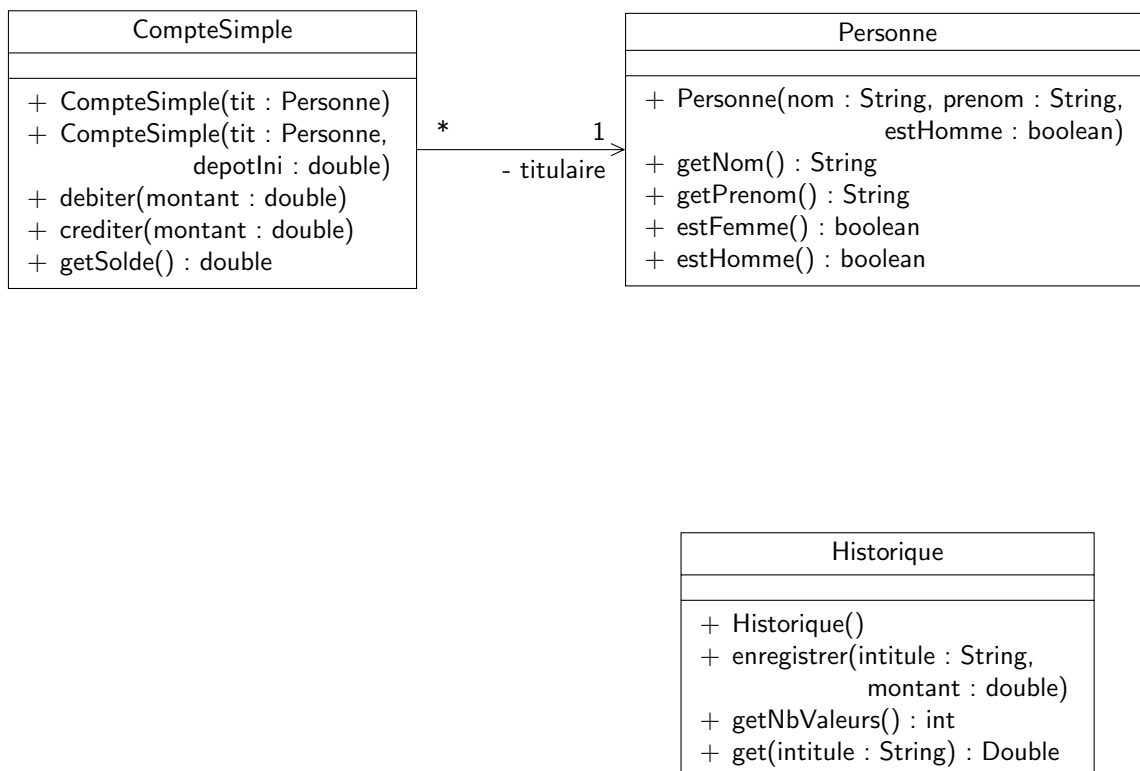 CompteSimple
+ CompteSimple(tit : Personne)
+ CompteSimple(tit : Personne,
depotIni : double)
+ debiter(montant : double)
+ crediter(montant : double)
+ getSolde() : double
* 1
- titulaire
Personne
+ Personne(nom : String, prenom : String,
estHomme : boolean)
+ getNom() : String
+ getPrenom() : String
+ estFemme() : boolean
+ estHomme() : boolean
Historique
+ Historique()
+ enregistrer(intitule : String,
montant : double)
+ getNbValeurs() : int
+ get(intitule : String) : Double